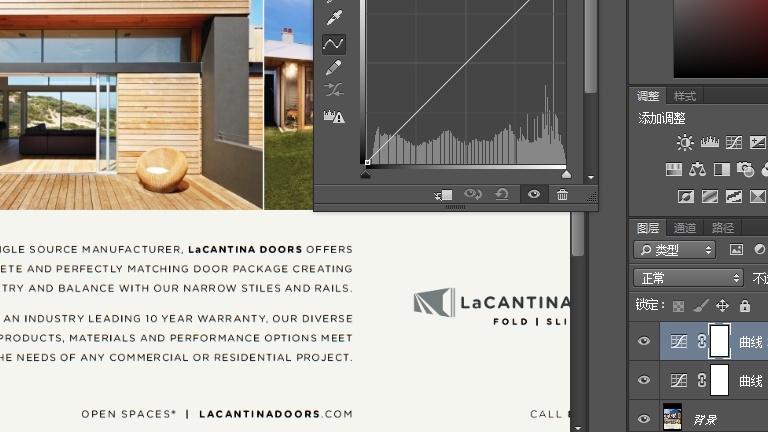 NGLE SOURCE MANUFACTURER, LaCANTINA DOORS OFFERS
ETE AND PERFECTLY MATCHING DOOR PACKAGE CREATING
TRY AND BALANCE WITH OUR NARROW STILES AND RAILS.
AN INDUSTRY LEADING 10 YEAR WARRANTY, OUR DIVERSE
PRODUCTS, MATERIALS AND PERFORMANCE OPTIONS MEET
HE NEEDS OF ANY COMMERCIAL OR RESIDENTIAL PROJECT.
OPEN SPACES* | LACANTINADOORS.COM
LaCANTINA
FOLD | SLI
CALL
调整 样式
添加调整
图层 通道 路径
类型
正常
锁定:
曲线
曲线
背景